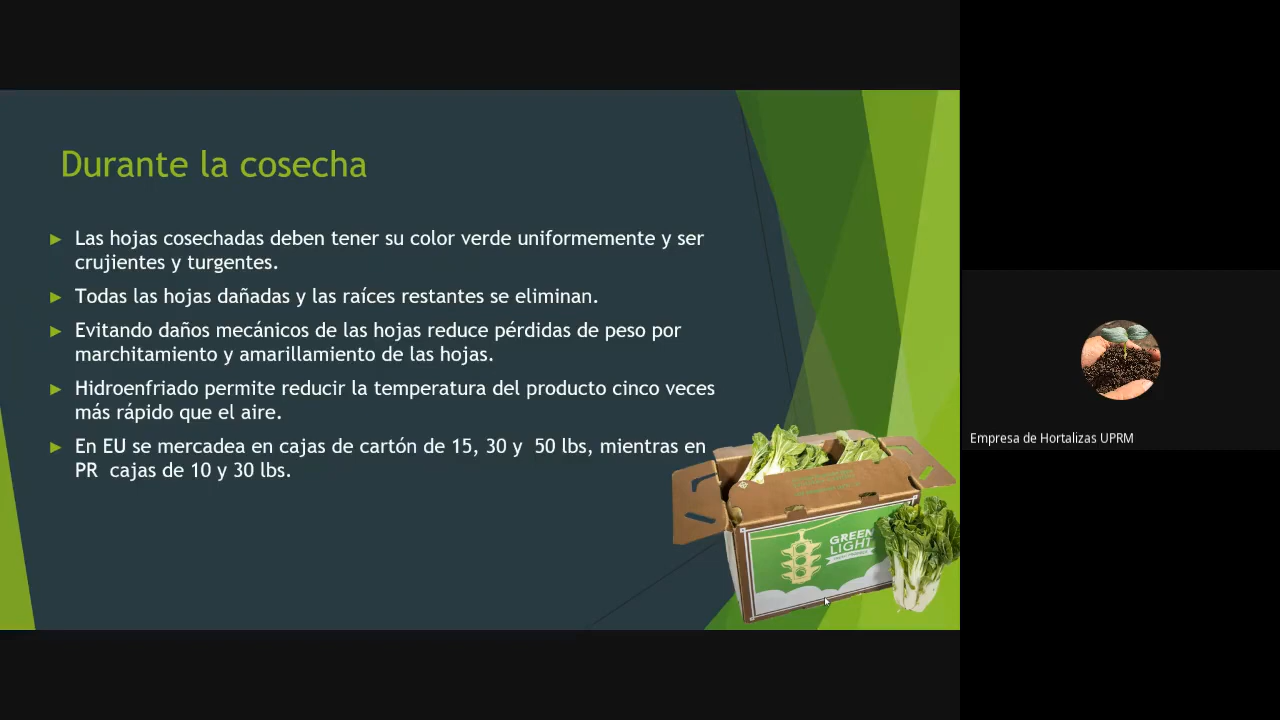 Durante la cosecha
Las hojas cosechadas deben tener su color verde uniformemente y ser
crujientes y turgentes.
Todas las hojas dañadas y las raíces restantes se eliminan.
Evitando daños mecánicos de las hojas reduce pérdidas de peso por
marchitamiento y amarillamiento de las hojas.
Hidroenfriado permite reducir la temperatura del producto cinco veces
más rápido que el aire.
En EU se mercadea en cajas de cartón de 15, 30 y  50 lbs, mientras en
PR  cajas de 10 y 30 lbs.
GREEN
LIGHT
Empresa de Hortalizas UPRM